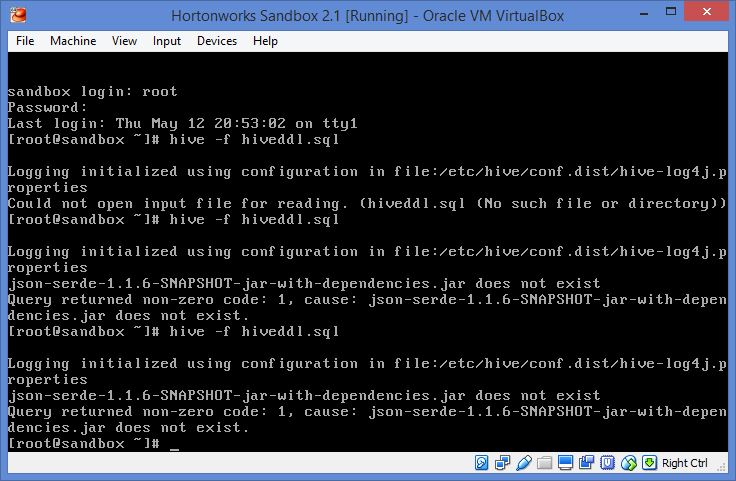 Hortonworks Sandbox 2.1 [Running] - Oracle VM VirtualBox
File Machine View Input Devices Help
sandbox login: root
Password:
Last login: Thu May 12 20:53:02 on tty1
[root@sandbox ~]# hive -f hiveddl.sql
Logging initialized using configuration in file:/etc/hive/conf.dist/hive-log4j.p
roperties
Could not open input file for reading. (hiveddl.sql (No such file or directory))
[root@sandbox ~]# hive -f hiveddl.sql
Logging initialized using configuration in file:/etc/hive/conf.dist/hive-log4j.p
roperties
json-serde-1.1.6-SNAPSHOT-jar-with-dependencies.jar does not exist
Query returned non-zero code: 1, cause: json-serde-1.1.6-SNAPSHOT-jar-with-depen
dencies.jar does not exist.
[root@sandbox ~]# hive -f hiveddl.sql
Logging initialized using configuration in file:/etc/hive/conf.dist/hive-log4j.p
roperties
json-serde-1.1.6-SNAPSHOT-jar-with-dependencies.jar does not exist
Query returned non-zero code: 1, cause: json-serde-1.1.6-SNAPSHOT-jar-with-depen
dencies.jar does not exist.
[root@sandbox ~]# _
Right Ctrl